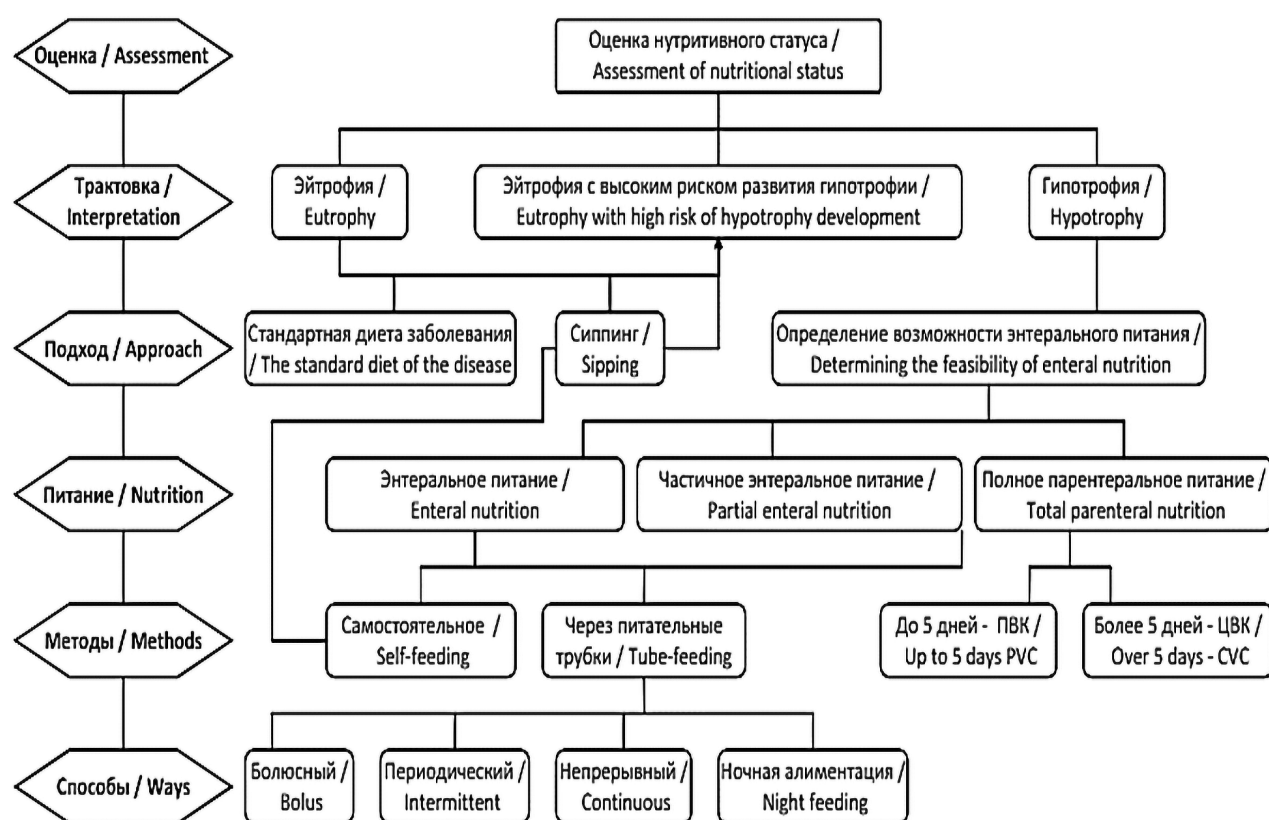 Оценка / Assessment
Оценка нутритивного статуса /
Assessment of nutritional status
Трактовка /
Interpretation
Эйтрофия /
Eutrophy
Эйтрофия с высоким риском развития гипотрофии /
Eutrophy with high risk of hypotrophy development
Гипотрофия /
Hypotrophy
Подход / Approach
Стандартная диета заболевания
/ The standard diet of the disease
Сиппинг /
Sipping
Определение возможности энтерального питания /
Determining the feasibility of enteral nutrition
Питание / Nutrition
Энтеральное питание /
Enteral nutrition
Частичное энтеральное питание /
Partial enteral nutrition
Полное парентеральное питание /
Total parenteral nutrition
Методы / Methods
Самостоятельное /
Self-feeding
Через питательные
трубки / Tube-feeding
До 5 дней - ПВК /
Up to 5 days PVC
Более 5 дней - ЦВК /
Over 5 days - CVC
Способы / Ways
Болюсный /
Bolus
Периодический /
Intermittent
Непрерывный /
Continuous
Ночная алиментация /
Night feeding